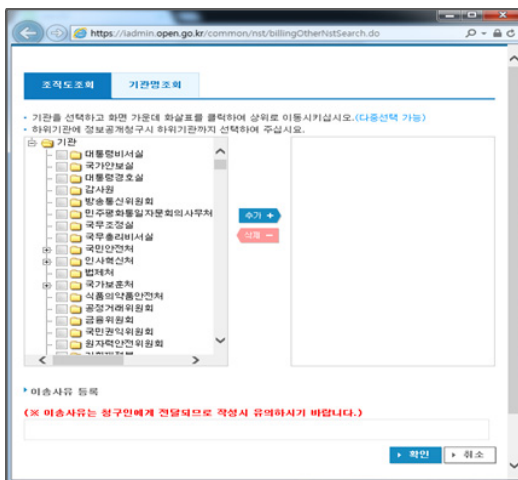 https://iadmin.open.go.kr/common/nst/billingOtherNstSearch.do
조직도조회 기관명조회
• 기관을 선택하고 화면 가운데 화살표를 클릭하여 상위로 이동시키십시오.(다중선택 가능)
• 하위기관에 정보공개청구시 하위기관까지 선택하여 주십시요.
기관
대통령비서실
국가안보실
대통령경호실
감사원
방송통신위원회
민주평화통일자문회의사무처
국무조정실
국무총리비서실
국민안전처
인사혁신처
법제처
국가보훈처
식품의약품안전처
공정거래위원회
금융위원회
국민권익위원회
원자력안전위원회
추가 +
삭제 −
이송사유 등록
(※ 이송사유는 청구인에게 전달되므로 작성시 유의하시기 바랍니다.)
확인 취소